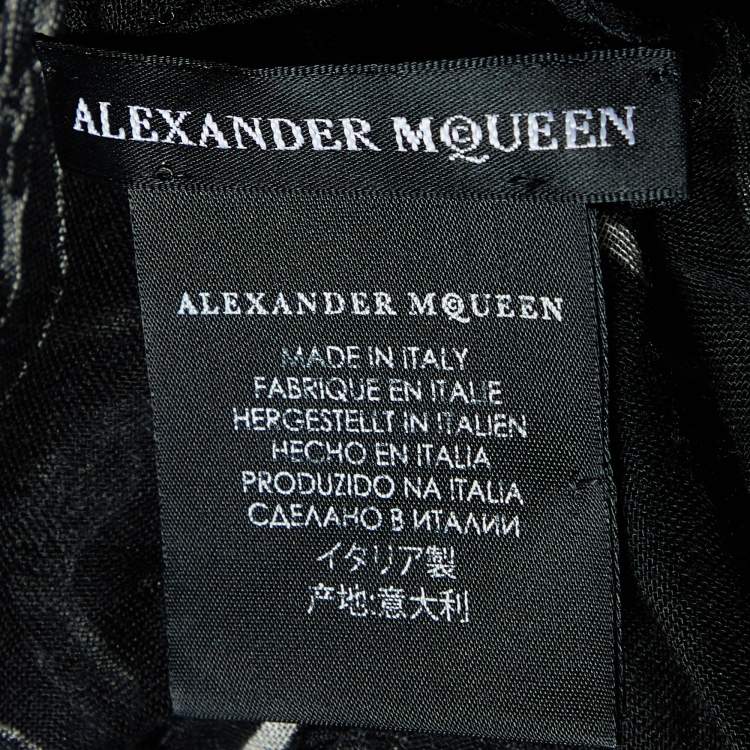 ALEXANDER MCQUEEN
ALEXANDER MCQUEEN
MADE IN ITALY
FABRIQUE EN ITALIE
HERGESTELLT IN ITALIEN
HECHO EN ITALIA
PRODUZIDO NA ITALIA
СДЕЛАНО В ИТАЛИИ
イタリア製
产地:意大利